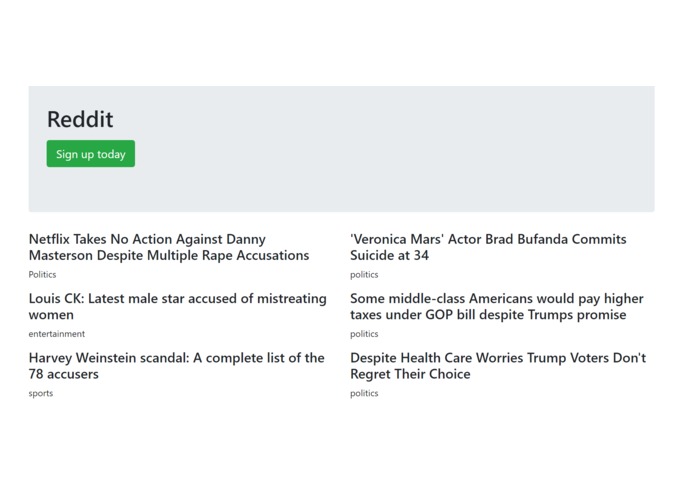 Reddit
Sign up today
Netflix Takes No Action Against Danny
Masterson Despite Multiple Rape Accusations
Politics
Louis CK: Latest male star accused of mistreating
women
entertainment
Harvey Weinstein scandal: A complete list of the
78 accusers
sports
'Veronica Mars' Actor Brad Bufanda Commits
Suicide at 34
politics
Some middle-class Americans would pay higher
taxes under GOP bill despite Trumps promise
politics
Despite Health Care Worries Trump Voters Don't
Regret Their Choice
politics